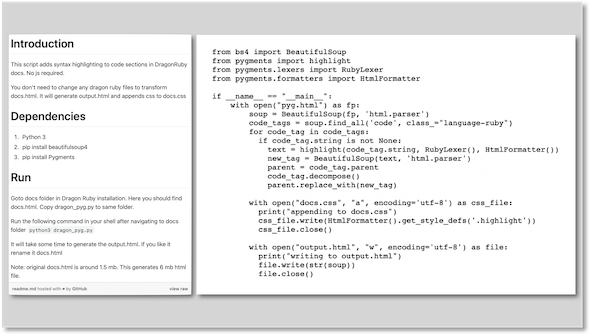 Introduction
This script adds syntax highlighting to code sections in DragonRuby
docs. No js required.
You don't need to change any dragon ruby files to transform
docs.html. It will generate output.html and appends css to docs.css
Dependencies
1. Python 3
2. pip install beautifulsoup4
3. pip install Pygments
Run
Goto docs folder in Dragon Ruby installation. Here you should find
docs.html. Copy dragon_pyg.py to same folder.
Run the following command in your shell after navigating to docs
folder python3 dragon_pyg.py
It will take some time to generate the output.html. If you like it
rename it docs.html
Note: original docs.html is around 1.5 mb. This generates 6 mb html
file.
readme.md hosted with ❤ by GitHub
view raw
from bs4 import BeautifulSoup
from pygments import highlight
from pygments.lexers import RubyLexer
from pygments.formatters import HtmlFormatter
if __name__ == "__main__":
    with open("pyg.html") as fp:
        soup = BeautifulSoup(fp, 'html.parser')
        code_tags = soup.find_all('code', class_="language-ruby")
        for code_tag in code_tags:
          if code_tag.string is not None:
            text = highlight(code_tag.string, RubyLexer(), HtmlFormatter())
            new_tag = BeautifulSoup(text, 'html.parser')
            parent = code_tag.parent
            code_tag.decompose()
            parent.replace_with(new_tag)
        with open("docs.css", "a", encoding='utf-8') as css_file:
          print("appending to docs.css")
          css_file.write(HtmlFormatter().get_style_defs('.highlight'))
          css_file.close()
        with open("output.html", "w", encoding='utf-8') as file:
          print("writing to output.html")
          file.write(str(soup))
          file.close()